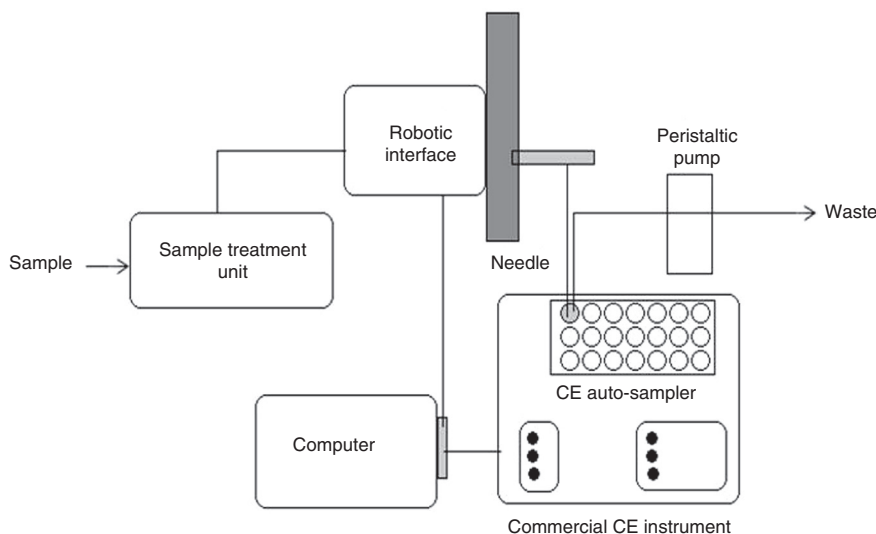 Robotic
interface
Peristaltic
pump
Waste
Sample
Sample treatment
unit
Needle
CE auto-sampler
Computer
Commercial CE instrument